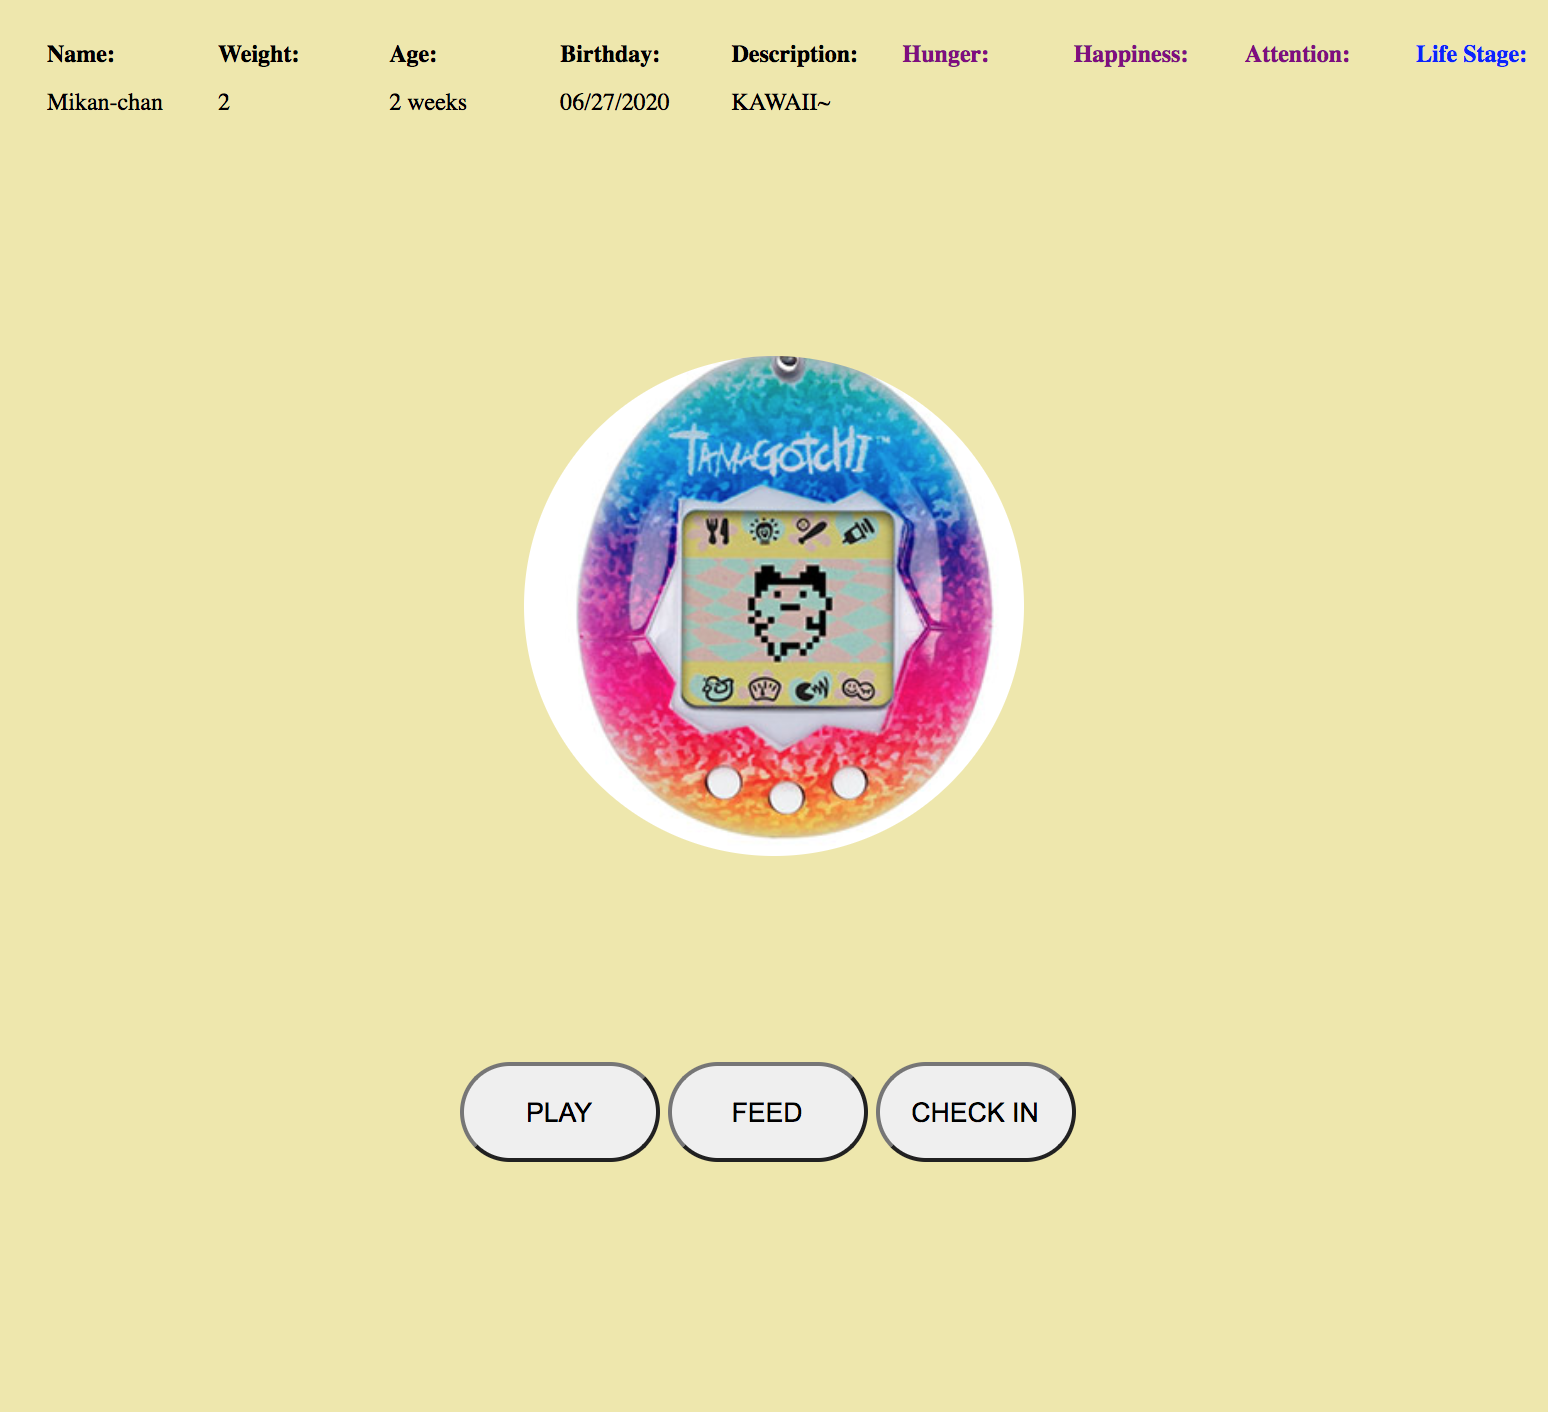 Name: Weight: Age: Birthday: Description: Hunger: Happiness: Attention: Life Stage:
Mikan-chan 2 2 weeks 06/27/2020 KAWAII~
TAMAGOTCHI™
PLAY FEED CHECK IN